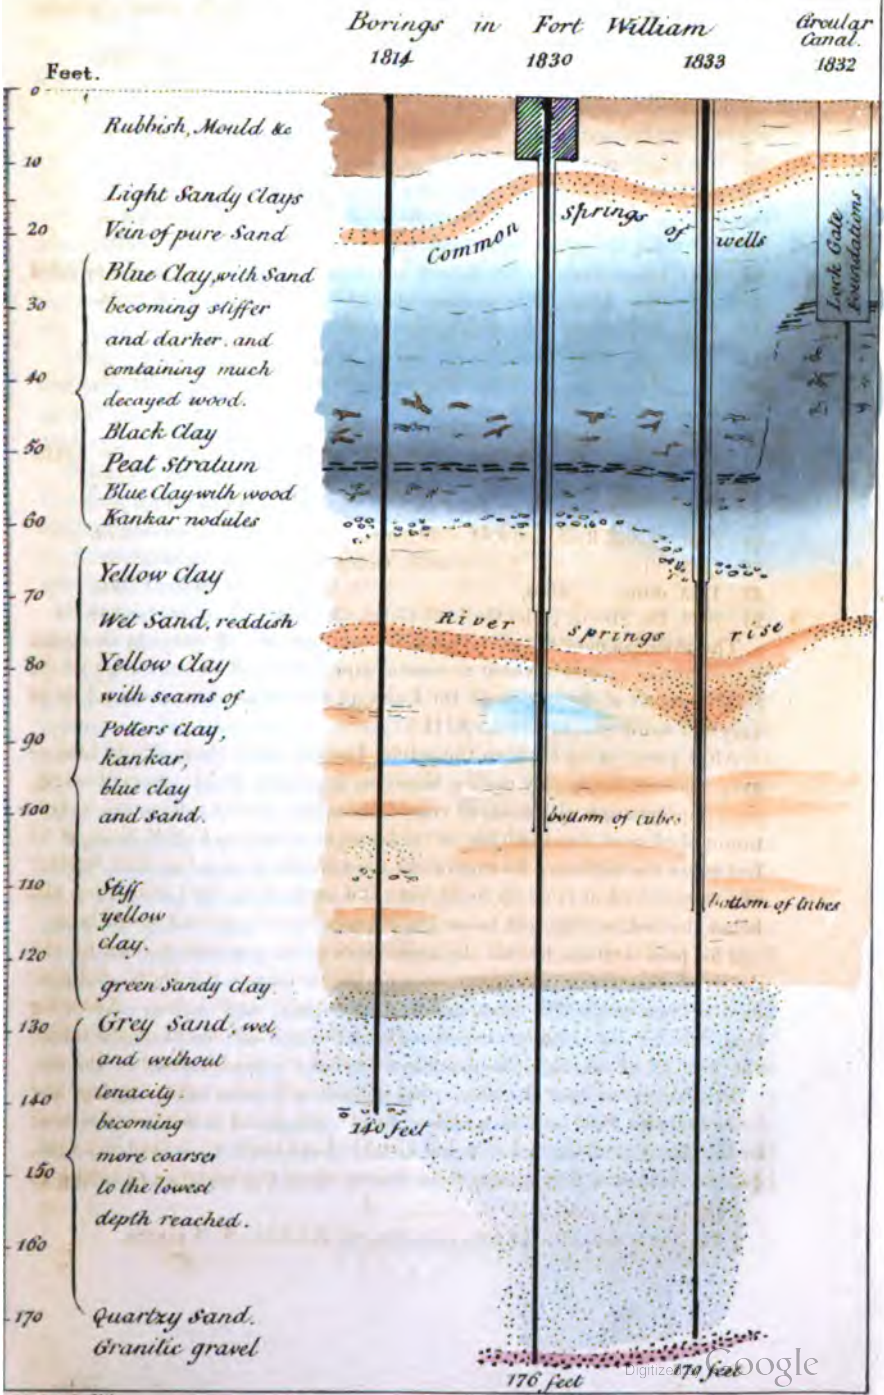 Borings in Fort William
Circular
Canal.
1814 1830 1833 1832
Feet.
0
Rubbish, Mould &c
10
Light Sandy Clays
20
Vein of pure Sand
Common springs of wells
Blue Clay, with Sand
30
becoming stiffer
and darker. and
containing much
40
decayed wood.
Lock Gate
Foundations
Black Clay
50
Peat Stratum
Blue Clay with wood
60
Kankar nodules
Yellow Clay
70
Wet Sand, reddish
River springs rise
80
Yellow Clay
with seams of
Potters clay,
90
kankar,
blue clay
100
and sand.
bottom of tubes
110
Stiff
yellow
clay.
bottom of tubes
120
green sandy clay
130
Grey Sand, wet
and without
140
tenacity.
becoming
140 feet
more coarser
150
to the lowest
depth reached.
160
170
Quartzy sand.
Granitic gravel
176 feet
170 feet
Digitized by Google